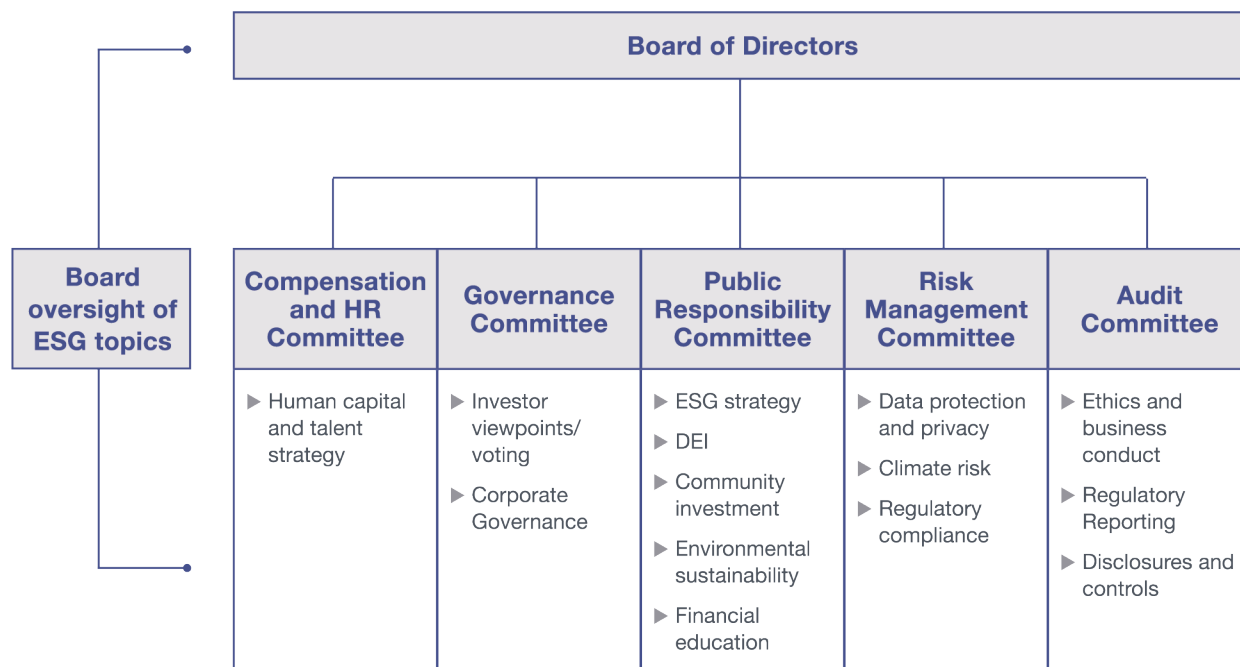 Board of Directors
Board
oversight of
ESG topics
Compensation
and HR
Committee
Governance
Committee
Public
Responsibility
Committee
Risk
Management
Committee
Audit
Committee
Human capital
and talent
strategy
Investor
viewpoints/
voting
Corporate
Governance
ESG strategy
DEI
Community
investment
Environmental
sustainability
Financial
education
Data protection
and privacy
Climate risk
Regulatory
compliance
Ethics and
business
conduct
Regulatory
Reporting
Disclosures and
controls